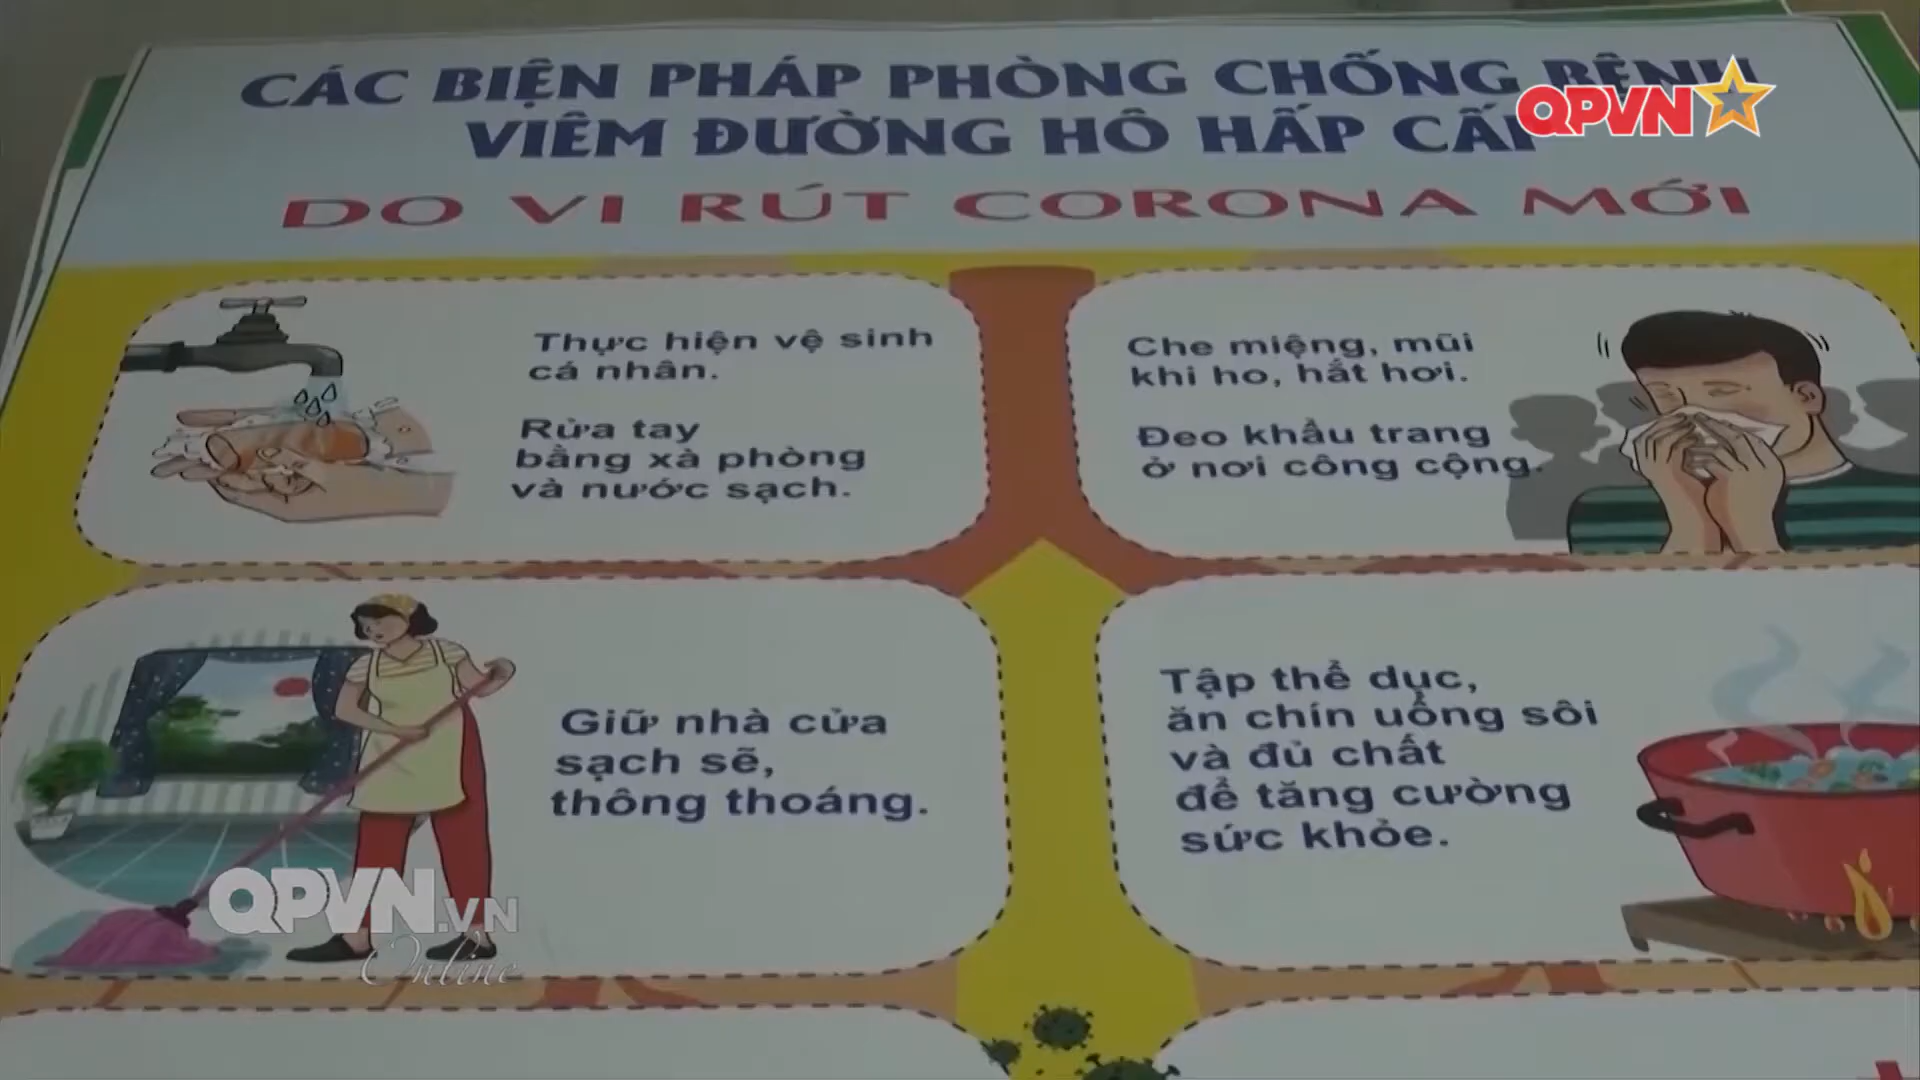 CÁC BIỆN PHÁP PHÒNG CHỐNG BỆNH
VIÊM ĐƯỜNG HÔ HẤP CẤP
DO VI RÚT CORONA MỚI
QPVN
Thực hiện vệ sinh
cá nhân.
Rửa tay
bằng xà phòng
và nước sạch.
Che miệng, mũi
khi ho, hắt hơi.
Đeo khẩu trang
ở nơi công cộng.
Giữ nhà cửa
sạch sẽ,
thông thoáng.
Tập thể dục,
ăn chín uống sôi
và đủ chất
để tăng cường
sức khỏe.
QPVN.VN
Online